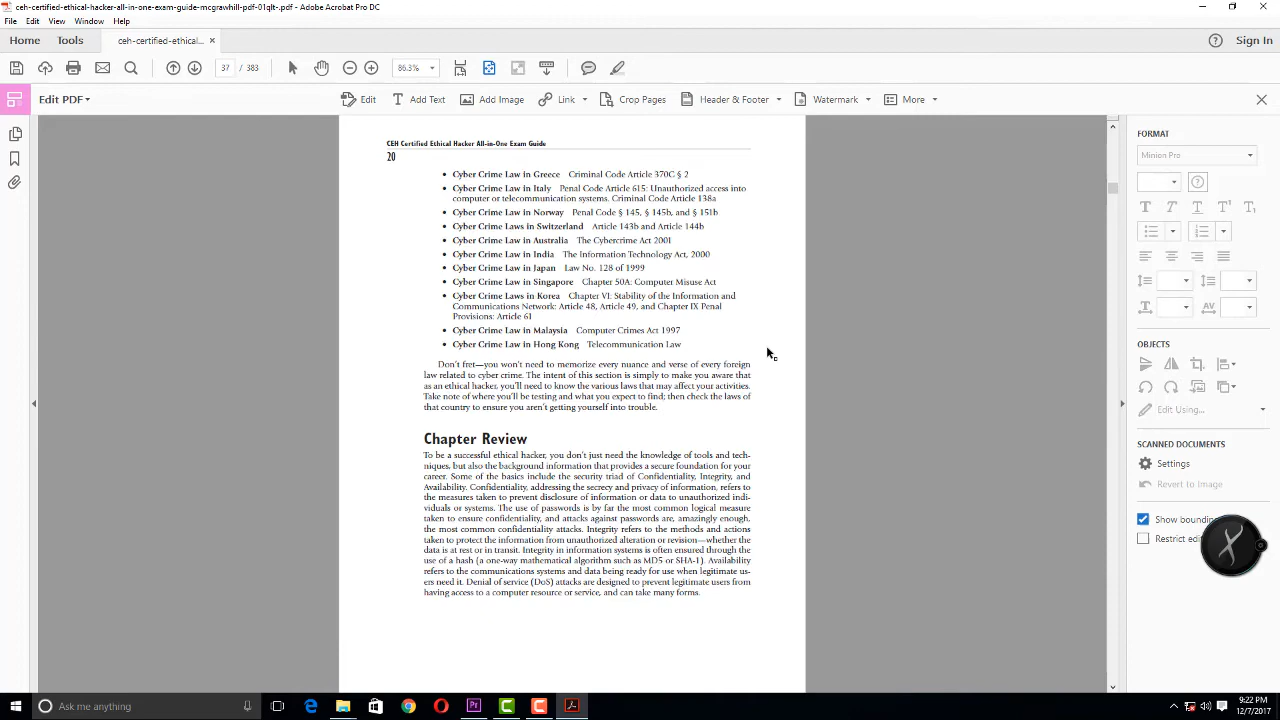 ceh-certified-ethical-hacker-all-in-one-exam-guide-mcgrawhill-pdf-01qlt-.pdf - Adobe Acrobat Pro DC
File Edit View Window Help
Home Tools ceh-certified-ethical... × Sign In
37 / 383 86.3%
Edit PDF Edit Add Text Add Image Link Crop Pages Header & Footer Watermark More
CEH Certified Ethical Hacker All-in-One Exam Guide
20
• Cyber Crime Law in Greece Criminal Code Article 370C § 2
• Cyber Crime Law in Italy Penal Code Article 615: Unauthorized access into
computer or telecommunication systems. Criminal Code Article 138a
• Cyber Crime Law in Norway Penal Code § 145, § 145b, and § 151b
• Cyber Crime Laws in Switzerland Article 143b and Article 144b
• Cyber Crime Law in Australia The Cybercrime Act 2001
• Cyber Crime Law in India The Information Technology Act, 2000
• Cyber Crime Law in Japan Law No. 128 of 1999
• Cyber Crime Law in Singapore Chapter 50A: Computer Misuse Act
• Cyber Crime Laws in Korea Chapter VI: Stability of the Information and
Communications Network: Article 48, Article 49, and Chapter IX Penal
Provisions: Article 61
• Cyber Crime Law in Malaysia Computer Crimes Act 1997
• Cyber Crime Law in Hong Kong Telecommunication Law
Don't fret—you won't need to memorize every nuance and verse of every foreign
law related to cyber crime. The intent of this section is simply to make you aware that
as an ethical hacker, you'll need to know the various laws that may affect your activities.
Take note of where you'll be testing and what you expect to find; then check the laws of
that country to ensure you aren't getting yourself into trouble.
Chapter Review
To be a successful ethical hacker, you don't just need the knowledge of tools and tech-
niques, but also the background information that provides a secure foundation for your
career. Some of the basics include the security triad of Confidentiality, Integrity, and
Availability. Confidentiality, addressing the secrecy and privacy of information, refers to
the measures taken to prevent disclosure of information or data to unauthorized indi-
viduals or systems. The use of passwords is by far the most common logical measure
taken to ensure confidentiality, and attacks against passwords are, amazingly enough,
the most common confidentiality attacks. Integrity refers to the methods and actions
taken to protect the information from unauthorized alteration or revision—whether the
data is at rest or in transit. Integrity in information systems is often ensured through the
use of a hash (a one-way mathematical algorithm such as MD5 or SHA-1). Availability
refers to the communications systems and data being ready for use when legitimate us-
ers need it. Denial of service (DoS) attacks are designed to prevent legitimate users from
having access to a computer resource or service, and can take many forms.
FORMAT
Minion Pro
OBJECTS
Edit Using...
SCANNED DOCUMENTS
Settings
Revert to Image
Show bounding
Restrict edi
Ask me anything
9:22 PM
12/7/2017